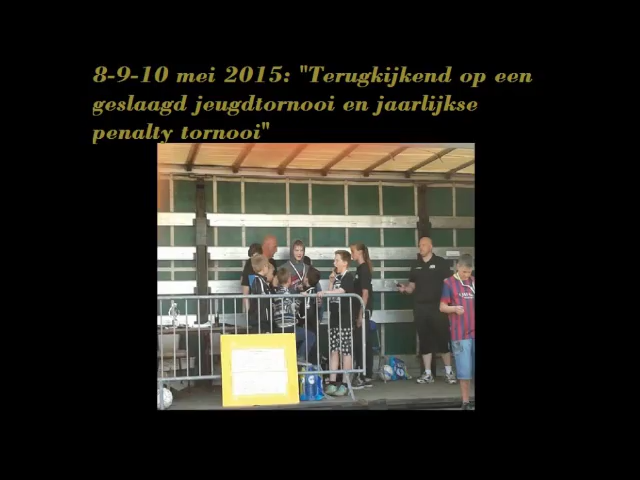 8-9-10 mei 2015: "Terugkijkend op een
geslaagd jeugdtornooi en jaarlijkse
penalty tornooi"